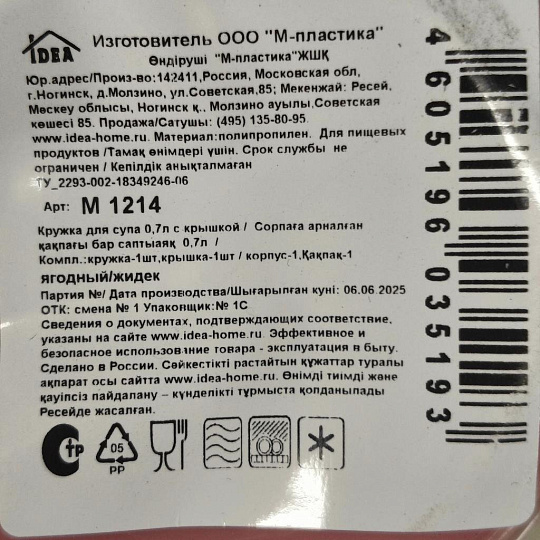 IDEA
Изготовитель ООО "М-пластика"
Өндіруші "М-пластика"ЖШҚ
Юр.адрес/Произ-во:142411,Россия, Московская обл,
г.Ногинск, д.Молзино, ул.Советская,85; Мекенжай: Ресей,
Мәскеу облысы, Ногинск қ., Молзино ауылы,Советская
көшесі 85. Продажа/Сатушы: (495) 135-80-95
www.idea-home.ru. Материал:полипропилен. Для пищевых
продуктов /Тамақ өнімдері үшін. Срок службы не
ограничен / Кепілдік анықталмаған
ТУ_2293-002-18349246-06
Арт: М 1214
Кружка для супа 0,7л с крышкой / Сорпаға арналған
қақпағы бар саптыаяқ 0,7л /
Компл.:кружка-1шт,крышка-1шт / корпус-1,Қақпақ-1
ягодный/жидек
Партия №/ Дата производства/Шығарылған күні: 06.06.2025
ОТК: смена № 1 Упаковщик:№ 1С
Сведения о документах, подтверждающих соответствие,
указаны на сайте www.idea-home.ru. Эффективное и
безопасное использование товара - эксплуатация в быту.
Сделано в России. Сәйкестікті растайтын құжаттар туралы
ақпарат осы сайтта www.idea-home.ru. Өнімді тиімді және
қауіпсіз пайдалану – күнделікті тұрмыста қолданылады
Ресейде жасалған.
05
PP
4 605196 035193